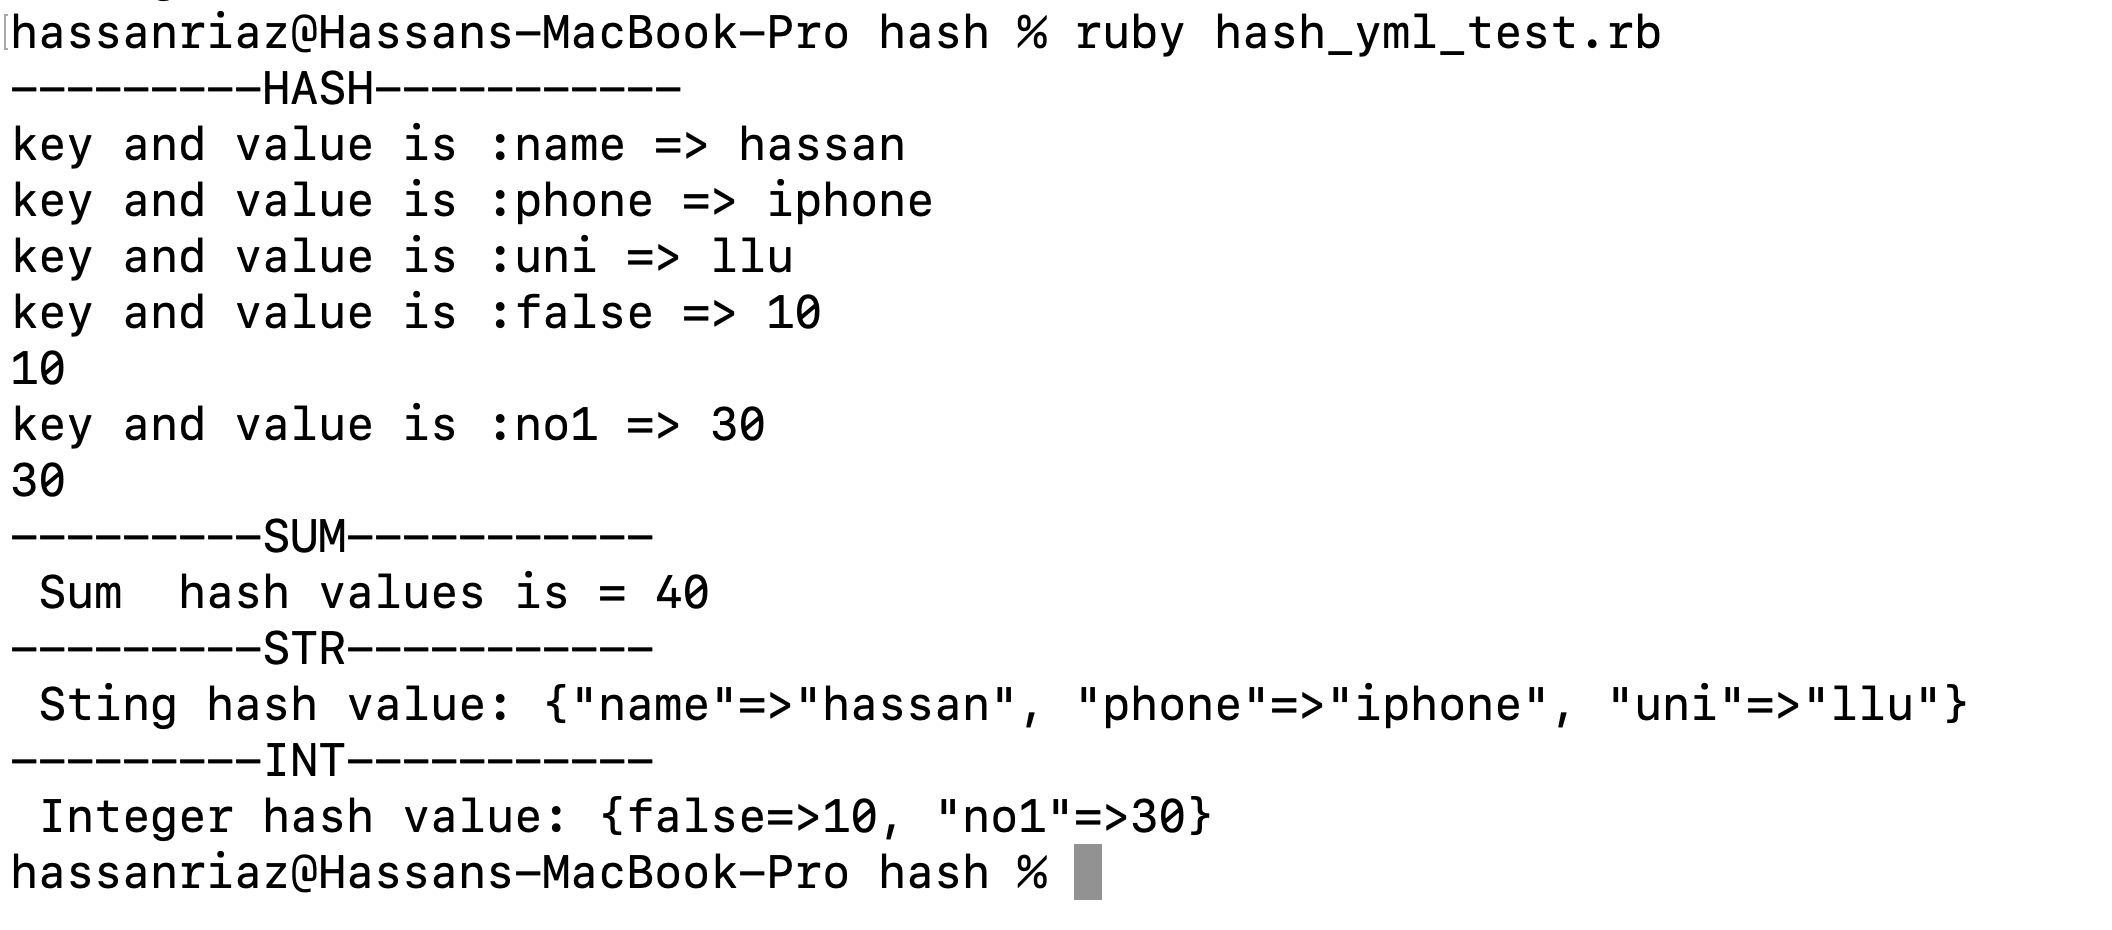 hassanriaz@Hassans-MacBook-Pro hash % ruby hash_yml_test.rb
---------HASH-----------
key and value is :name => hassan
key and value is :phone => iphone
key and value is :uni => llu
key and value is :false => 10
10
key and value is :no1 => 30
30
---------SUM-----------
 Sum  hash values is = 40
---------STR-----------
 Sting hash value: {"name"=>"hassan", "phone"=>"iphone", "uni"=>"llu"}
---------INT-----------
 Integer hash value: {false=>10, "no1"=>30}
hassanriaz@Hassans-MacBook-Pro hash %